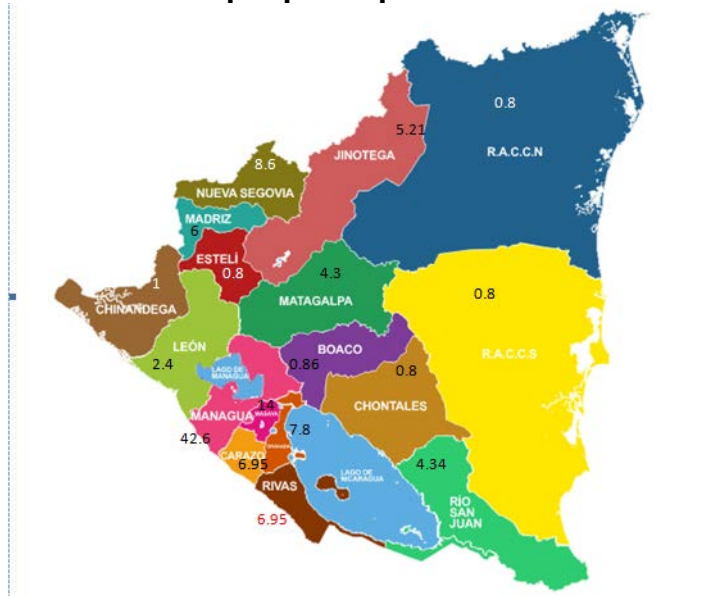 0.8
5.21
JINOTEGA
R.A.C.C.N
8.6
NUEVA SEGOVIA
MADRIZ
6
ESTELÍ
0.8
4.3
MATAGALPA
1
CHINANDEGA
0.8
LEÓN
2.4
BOACO
0.86
R.A.C.C.S
0.8
LAGO DE
MANAGUA
CHONTALES
14
MASAYA
MANAGUA
7.8
42.6
CARAZO
6.95
4.34
LAGO DE
NICARAGUA
RIVAS
RÍO
SAN
JUAN
6.95